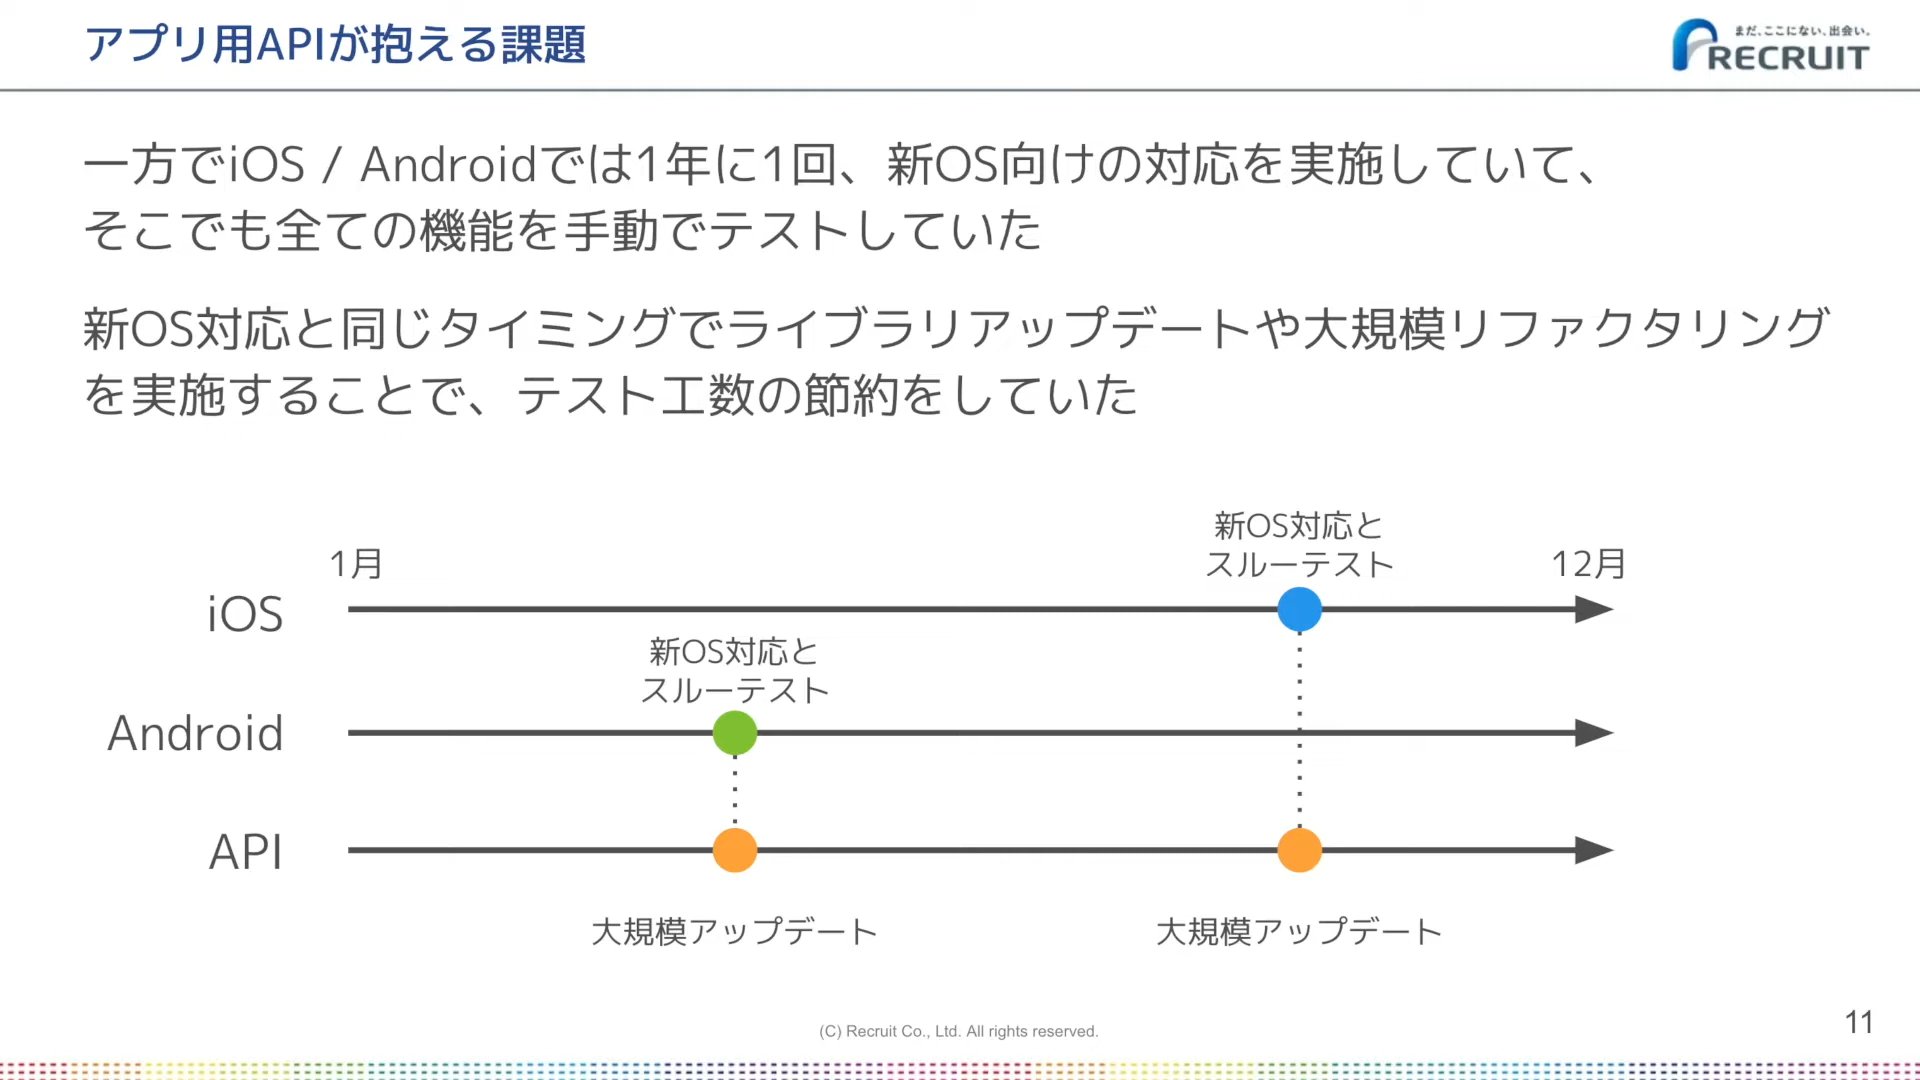 アプリ用APIが抱える課題
まだ、ここにない、出会い。
RECRUIT
一方でiOS / Androidでは1年に1回、新OS向けの対応を実施していて、
そこでも全ての機能を手動でテストしていた
新OS対応と同じタイミングでライブラリアップデートや大規模リファクタリング
を実施することで、テスト工数の節約をしていた
新OS対応と
スルーテスト
1月
12月
iOS
新OS対応と
スルーテスト
Android
API
大規模アップデート
大規模アップデート
(C) Recruit Co., Ltd. All rights reserved.
11